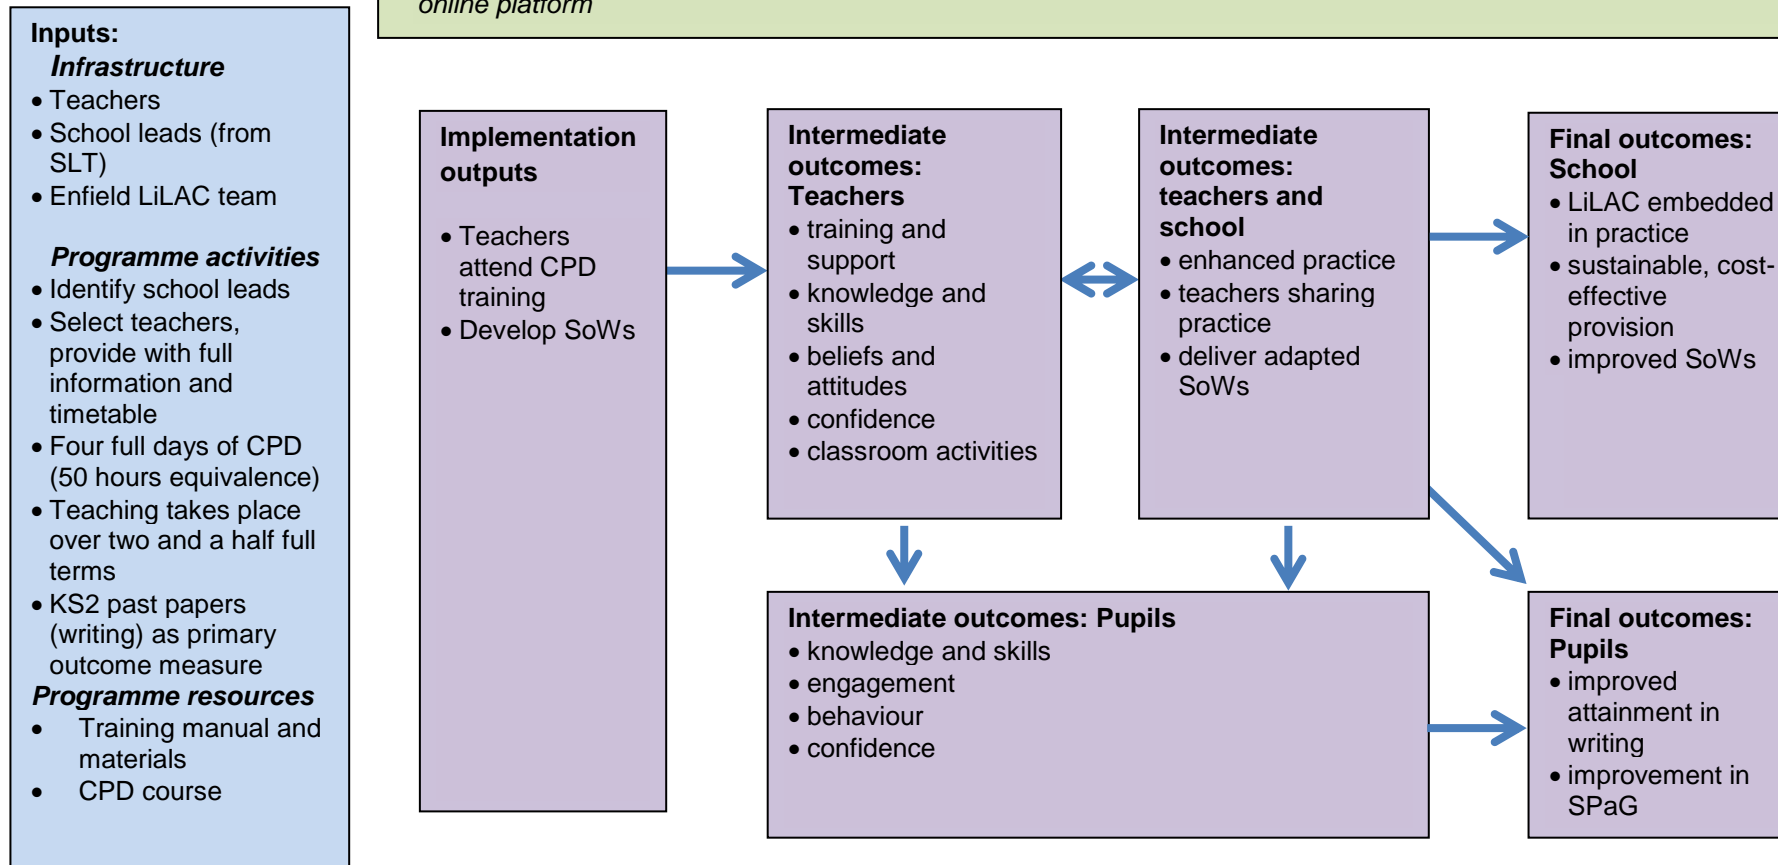 online platform
Inputs:
Infrastructure
• Teachers
• School leads (from
SLT)
• Enfield LiLAC team
Programme activities
• Identify school leads
• Select teachers,
provide with full
information and
timetable
• Four full days of CPD
(50 hours equivalence)
• Teaching takes place
over two and a half full
terms
• KS2 past papers
(writing) as primary
outcome measure
Programme resources
• Training manual and
materials
• CPD course
Implementation
outputs
• Teachers
attend CPD
training
• Develop SoWs
Intermediate
outcomes:
Teachers
• training and
support
• knowledge and
skills
• beliefs and
attitudes
• confidence
• classroom activities
Intermediate
outcomes:
teachers and
school
• enhanced practice
• teachers sharing
practice
• deliver adapted
SoWs
Final outcomes:
School
• LiLAC embedded
in practice
• sustainable, cost-
effective
provision
• improved SoWs
Intermediate outcomes: Pupils
• knowledge and skills
• engagement
• behaviour
• confidence
Final outcomes:
Pupils
• improved
attainment in
writing
• improvement in
SPaG